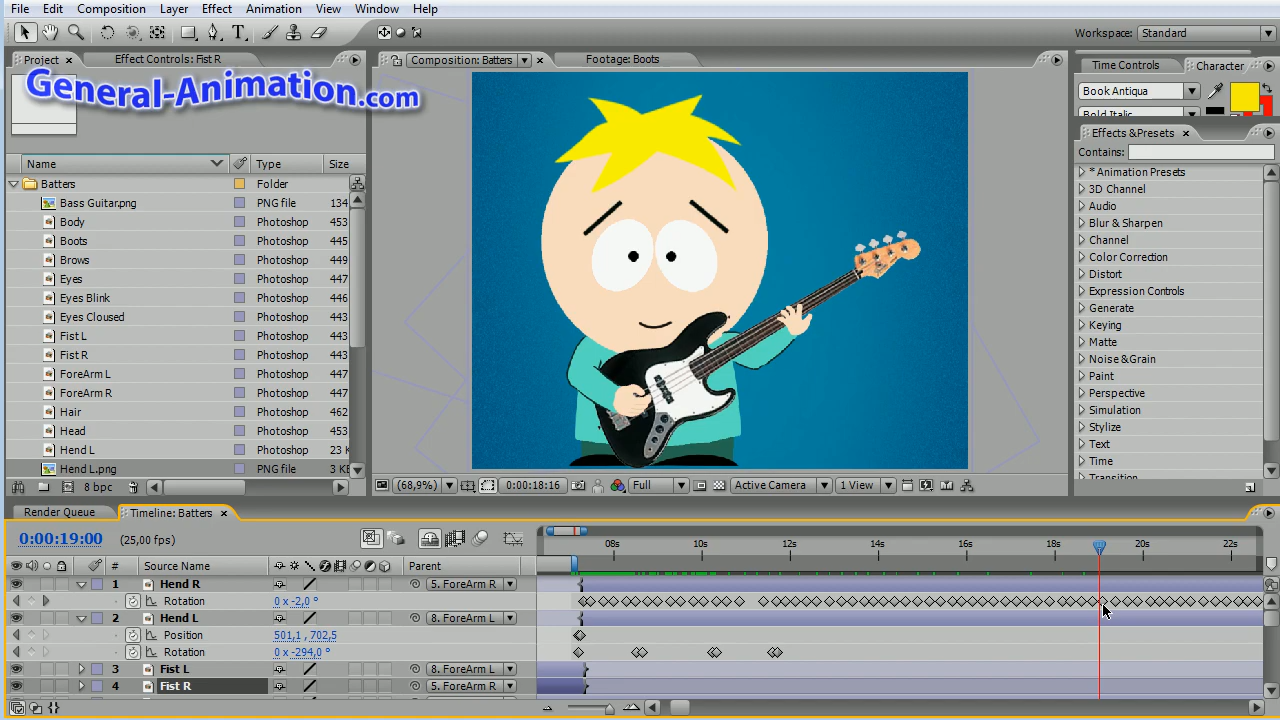 File Edit Composition Layer Effect Animation View Window Help
Workspace: Standard
Project × Effect Controls: Fist R
Composition: Batters × Footage: Boots
Time Controls Character ×
General-Animation.com
Book Antiqua
Bold Italic
Effects & Presets ×
Contains:
Name Type Size
Batters Folder
Bass Guitar.png PNG file 134
Body Photoshop 453
Boots Photoshop 445
Brows Photoshop 449
Eyes Photoshop 447
Eyes Blink Photoshop 446
Eyes Cloused Photoshop 443
Fist L Photoshop 443
Fist R Photoshop 443
ForeArm L Photoshop 447
ForeArm R Photoshop 447
Hair Photoshop 462
Head Photoshop 453
Hend L Photoshop 23 K
Hend L.png PNG file 3 KE
8 bpc
* Animation Presets
3D Channel
Audio
Blur & Sharpen
Channel
Color Correction
Distort
Expression Controls
Generate
Keying
Matte
Noise & Grain
Paint
Perspective
Simulation
Stylize
Text
Time
Transition
(68,9%) 0:00:18:16 Full Active Camera 1 View
Render Queue Timeline: Batters ×
0:00:19:00 (25,00 fps)
08s 10s 12s 14s 16s 18s 20s 22s
# Source Name Parent
1 Hend R 5. ForeArm R
Rotation 0 x -2,0 °
2 Hend L 8. ForeArm L
Position 501,1 , 702,5
Rotation 0 x -294,0 °
3 Fist L 8. ForeArm L
4 Fist R 5. ForeArm R